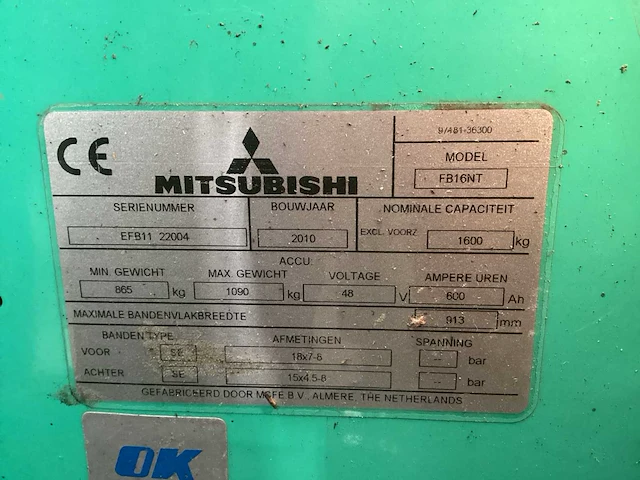 CE
97481-36300
MODEL
FB16NT
MITSUBISHI
SERIENUMMER BOUWJAAR NOMINALE CAPACITEIT
EFB11 22004 2010 EXCL. VOORZ 1600 kg
ACCU:
MIN. GEWICHT MAX. GEWICHT VOLTAGE AMPERE UREN
865 kg 1090 kg 48 V 600 Ah
MAXIMALE BANDENVLAKBREEDTE 913 mm
BANDEN TYPE AFMETINGEN SPANNING
VOOR SE 18x7-8 -- bar
ACHTER SE 15x4.5-8 -- bar
GEFABRICEERD DOOR MCFE B.V., ALMERE, THE NETHERLANDS
OK